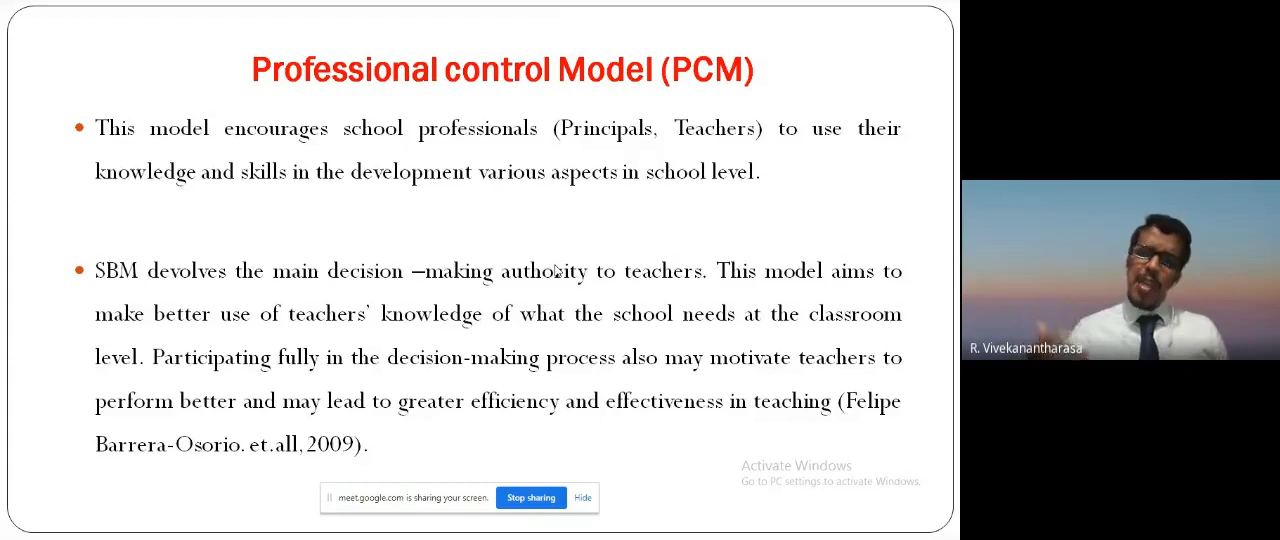 Professional control Model (PCM)
This model encourages school professionals (Principals, Teachers) to use their
knowledge and skills in the development various aspects in school level.
SBM devolves the main decision –making authority to teachers. This model aims to
make better use of teachers’ knowledge of what the school needs at the classroom
level. Participating fully in the decision-making process also may motivate teachers to
perform better and may lead to greater efficiency and effectiveness in teaching (Felipe
Barrera-Osorio. et.all, 2009).
R. Vivekanantharasa
Activate Windows
Go to PC settings to activate Windows.
meet.google.com is sharing your screen.
Stop sharing
Hide